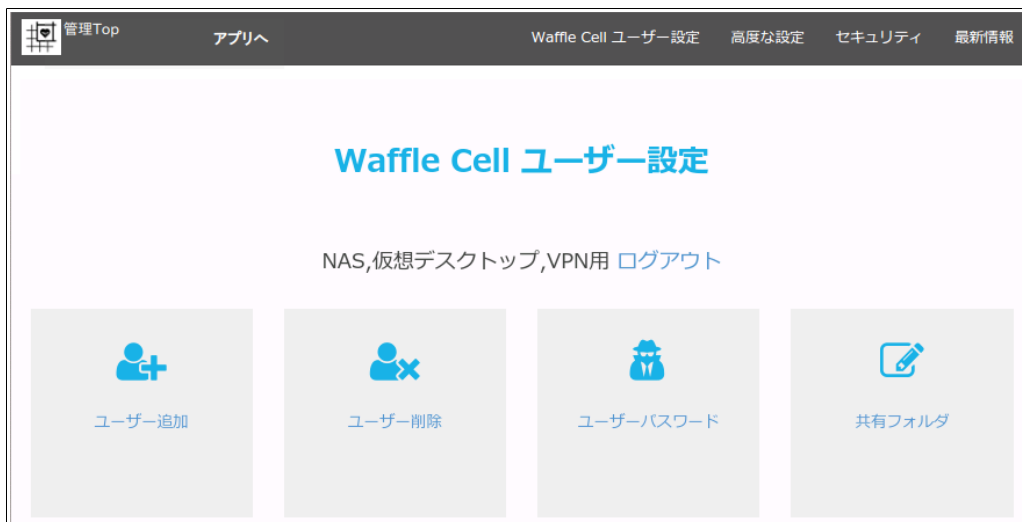 管理Top
アプリへ
Waffle Cell ユーザー設定
高度な設定
セキュリティ
最新情報
Waffle Cell ユーザー設定
NAS,仮想デスクトップ,VPN用 ログアウト
ユーザー追加
ユーザー削除
ユーザーパスワード
共有フォルダ